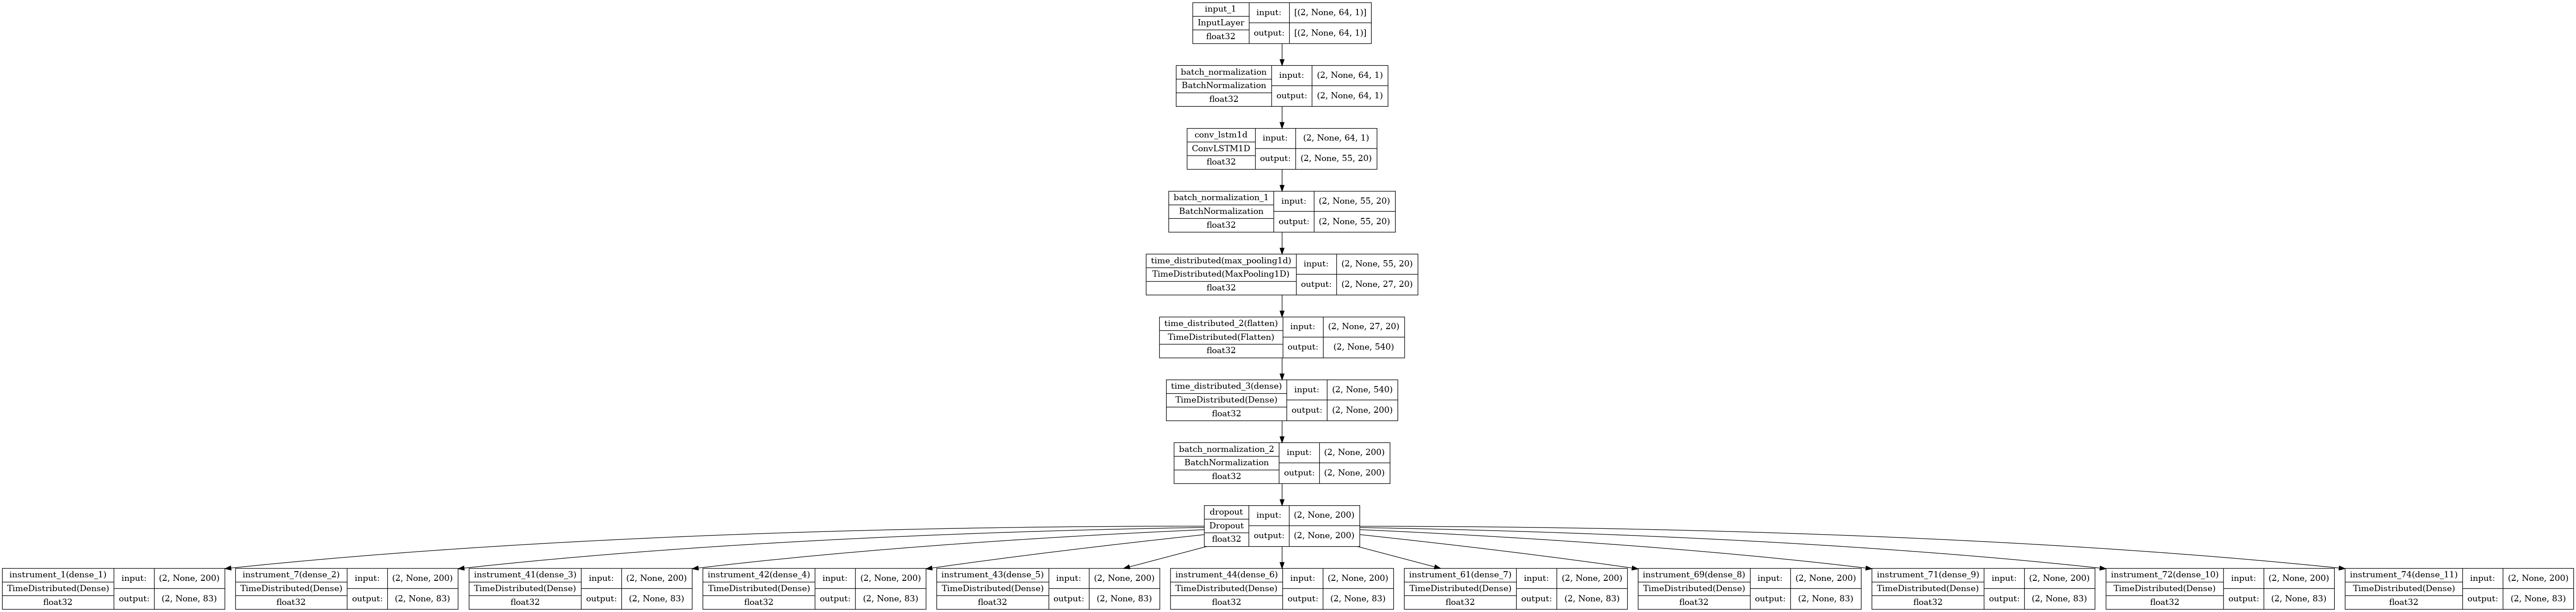 input_1
InputLayer
float32
input:
[(2, None, 64, 1)]
output:
[(2, None, 64, 1)]
batch_normalization
BatchNormalization
float32
input:
(2, None, 64, 1)
output:
(2, None, 64, 1)
conv_lstm1d
ConvLSTM1D
float32
input:
(2, None, 64, 1)
output:
(2, None, 55, 20)
batch_normalization_1
BatchNormalization
float32
input:
(2, None, 55, 20)
output:
(2, None, 55, 20)
time_distributed(max_pooling1d)
TimeDistributed(MaxPooling1D)
float32
input:
(2, None, 55, 20)
output:
(2, None, 27, 20)
time_distributed_2(flatten)
TimeDistributed(Flatten)
float32
input:
(2, None, 27, 20)
output:
(2, None, 540)
time_distributed_3(dense)
TimeDistributed(Dense)
float32
input:
(2, None, 540)
output:
(2, None, 200)
batch_normalization_2
BatchNormalization
float32
input:
(2, None, 200)
output:
(2, None, 200)
dropout
Dropout
float32
input:
(2, None, 200)
output:
(2, None, 200)
instrument_1(dense_1)
TimeDistributed(Dense)
float32
input:
(2, None, 200)
output:
(2, None, 83)
instrument_7(dense_2)
TimeDistributed(Dense)
float32
input:
(2, None, 200)
output:
(2, None, 83)
instrument_41(dense_3)
TimeDistributed(Dense)
float32
input:
(2, None, 200)
output:
(2, None, 83)
instrument_42(dense_4)
TimeDistributed(Dense)
float32
input:
(2, None, 200)
output:
(2, None, 83)
instrument_43(dense_5)
TimeDistributed(Dense)
float32
input:
(2, None, 200)
output:
(2, None, 83)
instrument_44(dense_6)
TimeDistributed(Dense)
float32
input:
(2, None, 200)
output:
(2, None, 83)
instrument_61(dense_7)
TimeDistributed(Dense)
float32
input:
(2, None, 200)
output:
(2, None, 83)
instrument_69(dense_8)
TimeDistributed(Dense)
float32
input:
(2, None, 200)
output:
(2, None, 83)
instrument_71(dense_9)
TimeDistributed(Dense)
float32
input:
(2, None, 200)
output:
(2, None, 83)
instrument_72(dense_10)
TimeDistributed(Dense)
float32
input:
(2, None, 200)
output:
(2, None, 83)
instrument_74(dense_11)
TimeDistributed(Dense)
float32
input:
(2, None, 200)
output:
(2, None, 83)